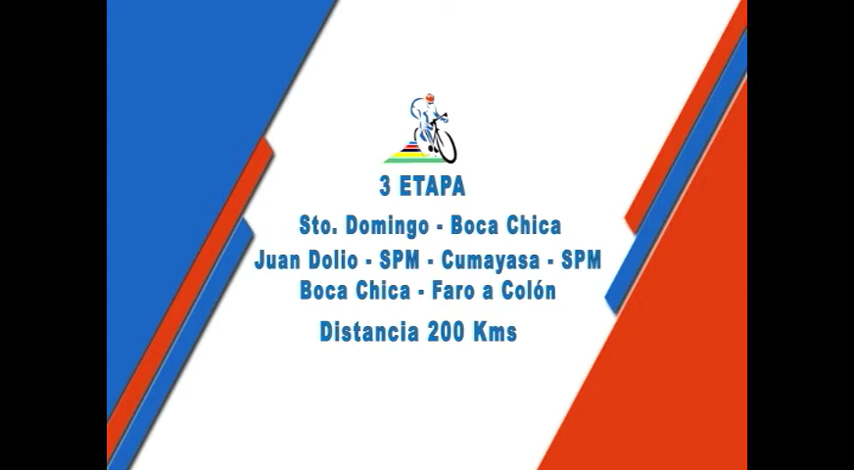 3 ETAPA
Sto. Domingo - Boca Chica
Juan Dolio - SPM - Cumayasa - SPM
Boca Chica - Faro a Colón
Distancia 200 Kms